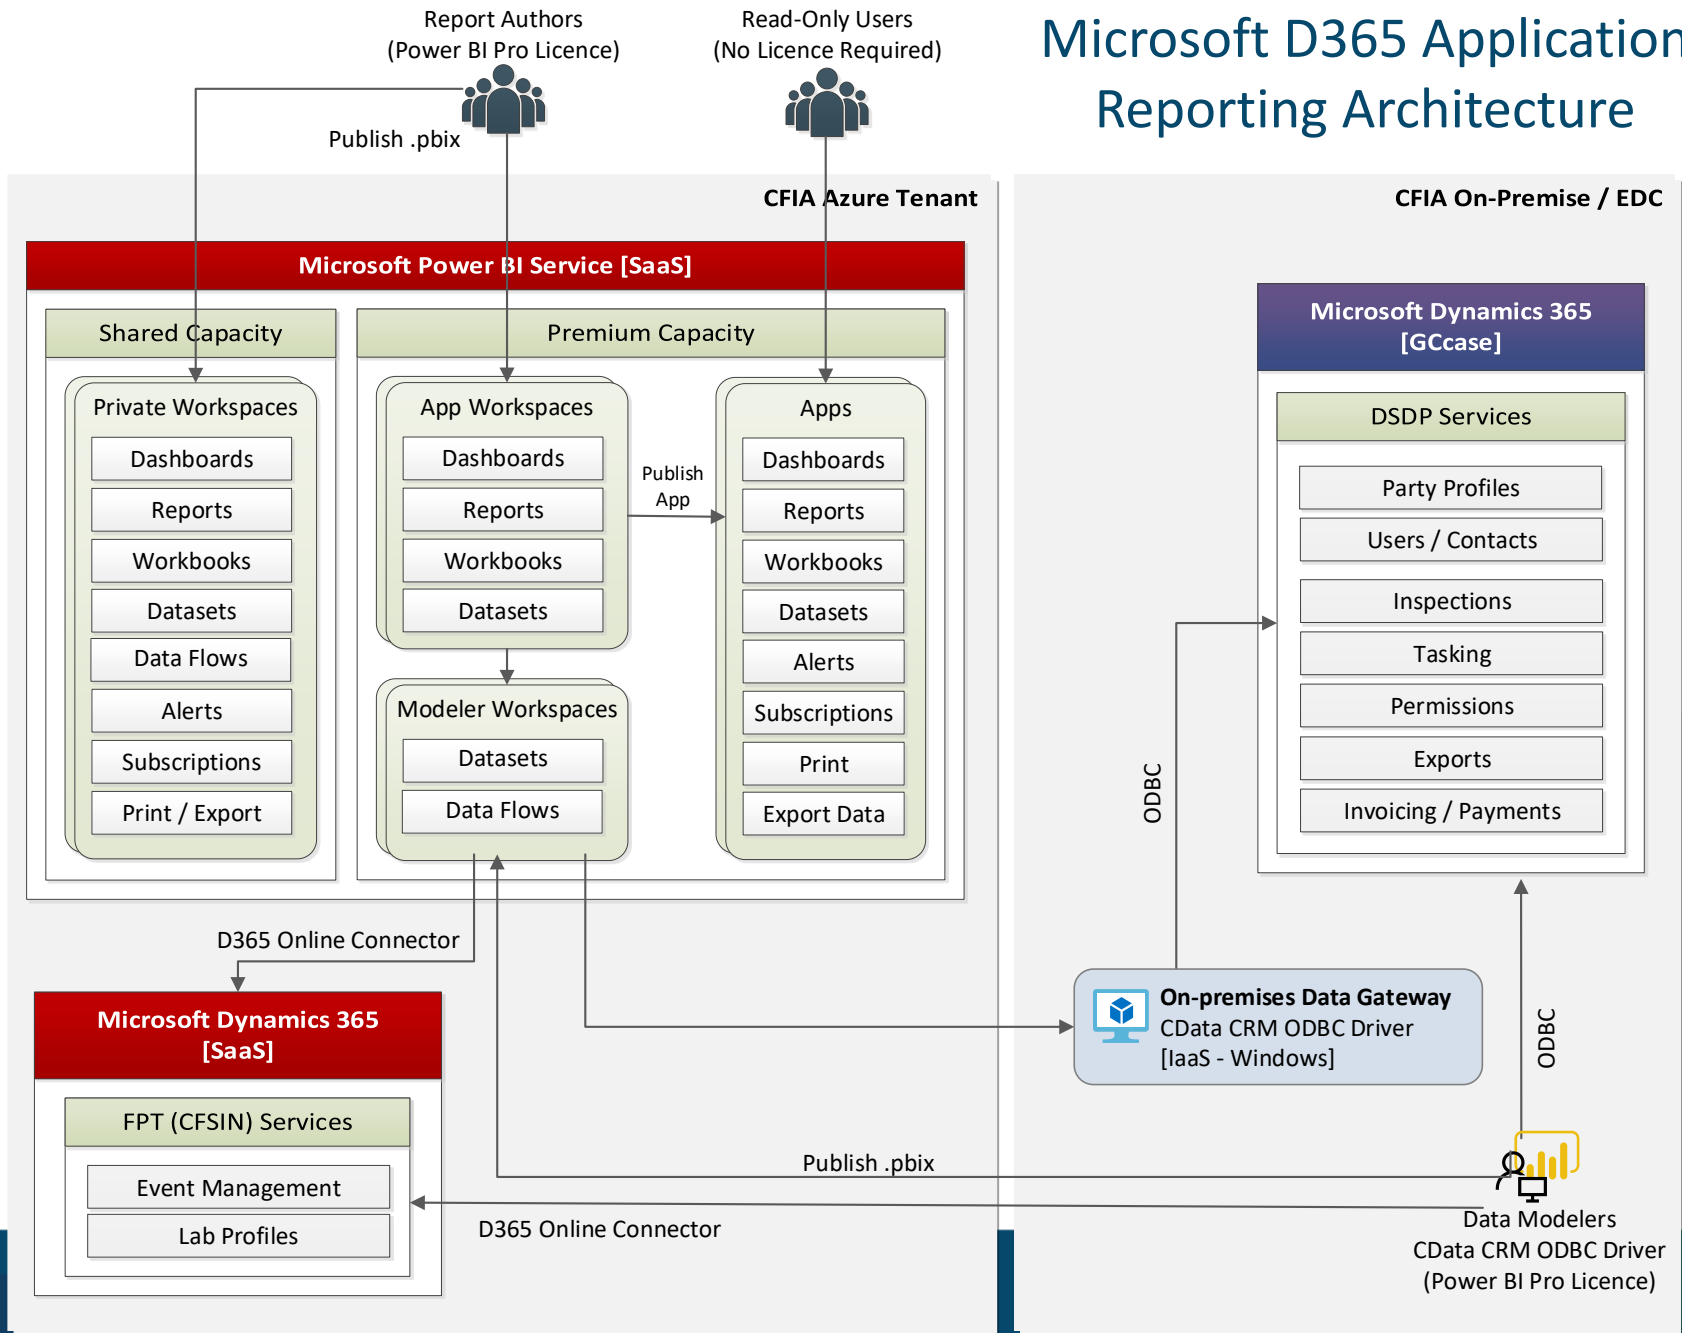 Report Authors
(Power BI Pro Licence)
Read-Only Users
(No Licence Required)
Microsoft D365 Application
Reporting Architecture
Publish .pbix
CFIA Azure Tenant
CFIA On-Premise / EDC
Microsoft Power BI Service [SaaS]
Shared Capacity
Premium Capacity
Private Workspaces
Dashboards
Reports
Workbooks
Datasets
Data Flows
Alerts
Subscriptions
Print / Export
App Workspaces
Dashboards
Reports
Workbooks
Datasets
Publish
App
Modeler Workspaces
Datasets
Data Flows
Apps
Dashboards
Reports
Workbooks
Datasets
Alerts
Subscriptions
Print
Export Data
Microsoft Dynamics 365
[GCcase]
DSDP Services
Party Profiles
Users / Contacts
Inspections
Tasking
Permissions
Exports
Invoicing / Payments
ODBC
D365 Online Connector
Microsoft Dynamics 365
[SaaS]
FPT (CFSIN) Services
Event Management
Lab Profiles
On-premises Data Gateway
CData CRM ODBC Driver
[IaaS - Windows]
ODBC
Publish .pbix
D365 Online Connector
Data Modelers
CData CRM ODBC Driver
(Power BI Pro Licence)